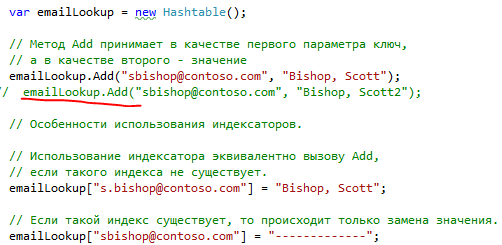 var emailLookup = new Hashtable();
// Метод Add принимает в качестве первого параметра ключ,
// а в качестве второго - значение
emailLookup.Add("sbishop@contoso.com", "Bishop, Scott");
// emailLookup.Add("sbishop@contoso.com", "Bishop, Scott2");
// Особенности использования индексаторов.
// Использование индексатора эквивалентно вызову Add,
// если такого индекса не существует.
emailLookup["s.bishop@contoso.com"] = "Bishop, Scott";
// Если такой индекс существует, то происходит только замена значения.
emailLookup["sbishop@contoso.com"] = "-------------";